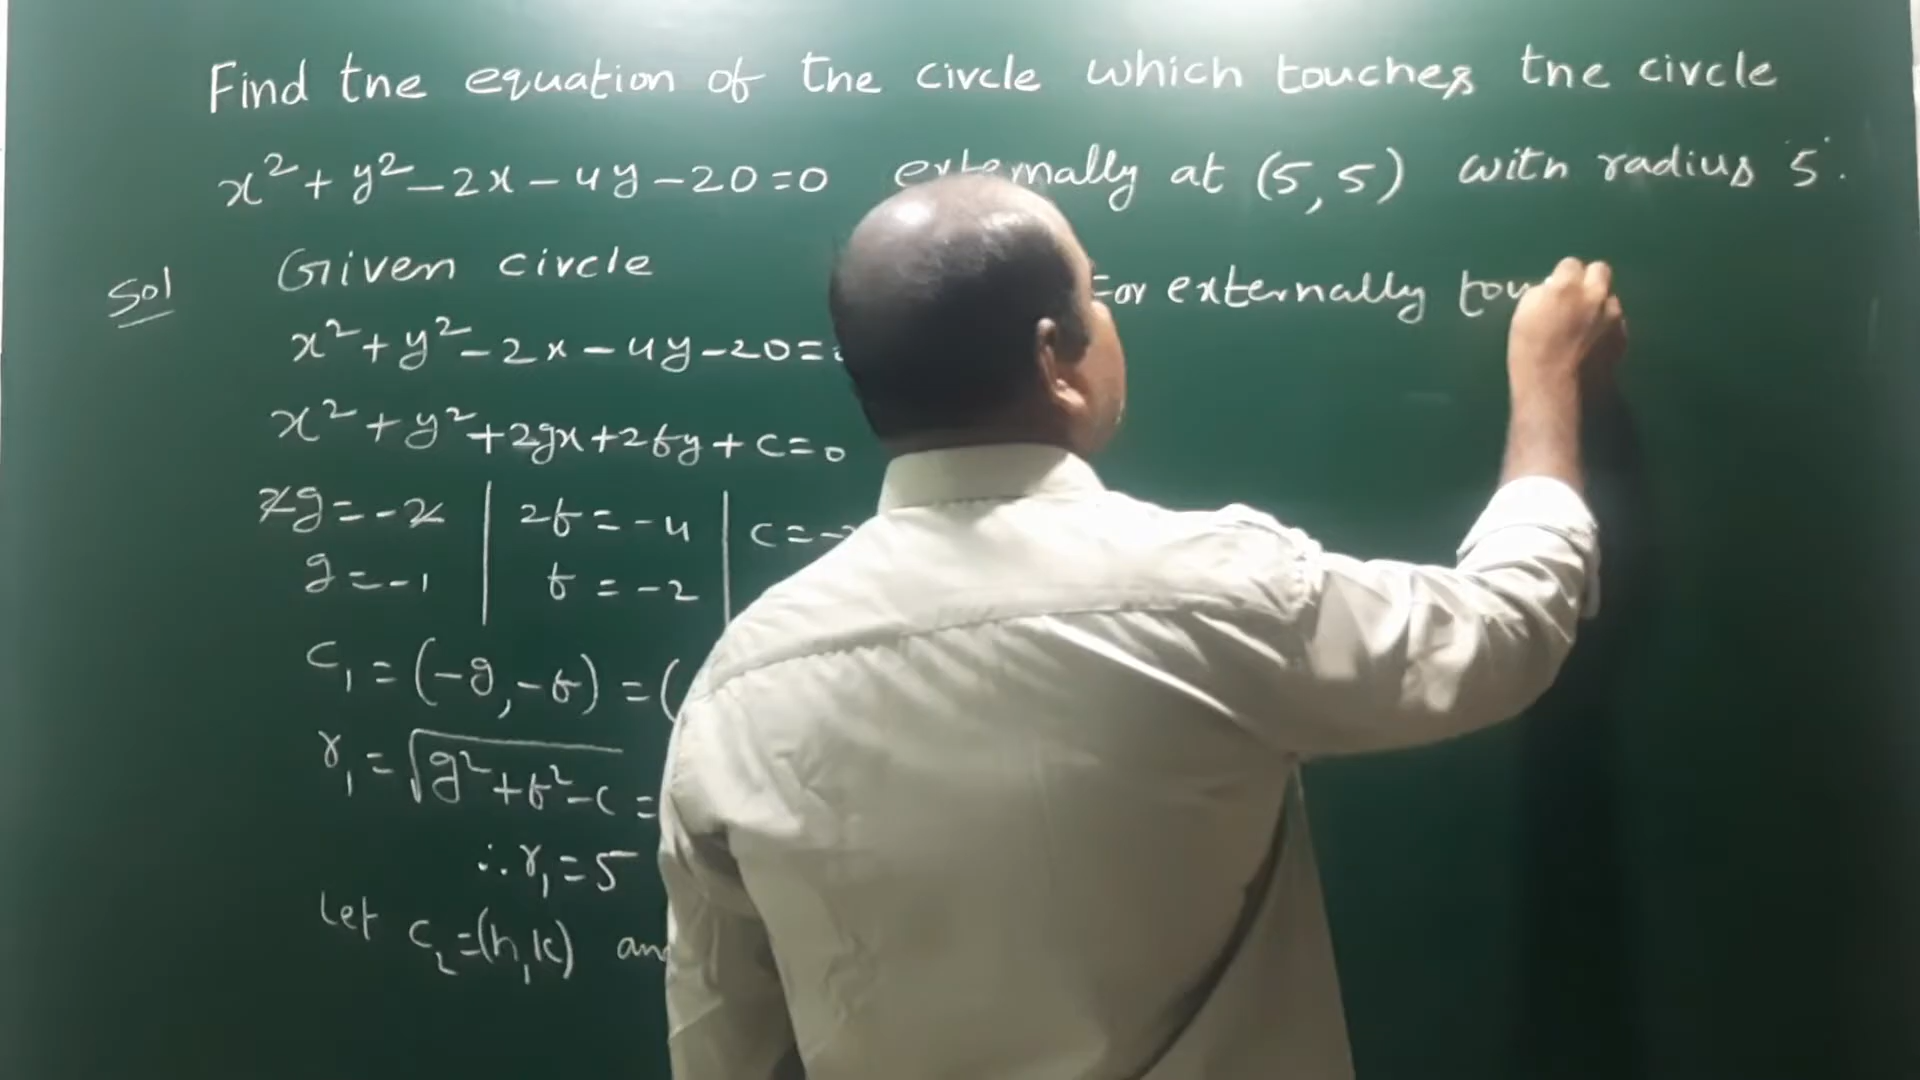 Find the equation of the circle which touches the circle
x²+y²-2x-4y-20=0 externally at (5,5) with radius 5.
Sol Given circle
x²+y²-2x-4y-20=
x²+y²+2gx+2fy+c=0
2g=-2 | 2f=-4 | c=-
g=-1 | f=-2
C₁=(-g,-f)=(
r₁=√g²+f²-c=
∴r₁=5
Let C₂=(h,k)
For externally